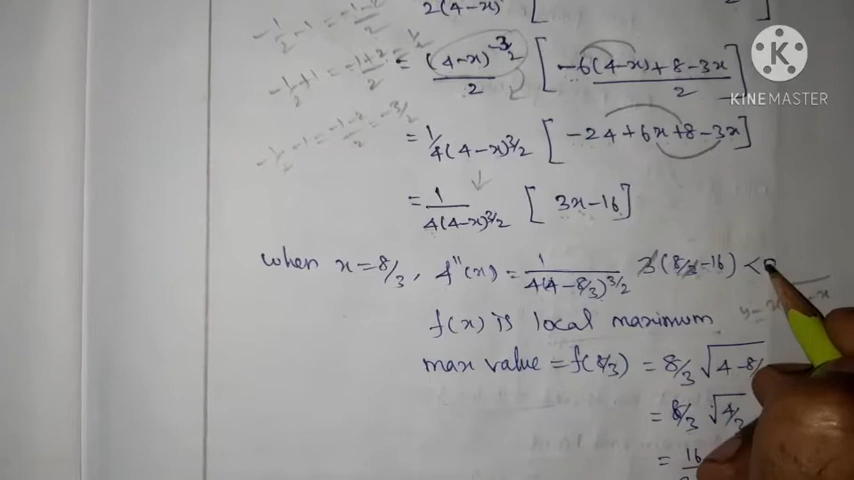 2(4-x) [ 2 ]
-1/2 -1 = -1-2/2
= (4-x)^-3/2 / 2 [ -6(4-x)+8-3x / 2 ]
-1/2 +1 = -1+2/2 = 1/2
KINEMASTER
= 1/4(4-x)^3/2 [ -24+6x+8-3x ]
-1/2 -1 = -1-2/2 = -3/2
= 1/4(4-x)^3/2 [ 3x-16 ]
when x = 8/3, f"(x) = 1/4(4-8/3)^3/2 3(8/3-16) <0
f(x) is local maximum
max value = f(8/3) = 8/3 √4-8/
= 8/3 √4/3
= 16